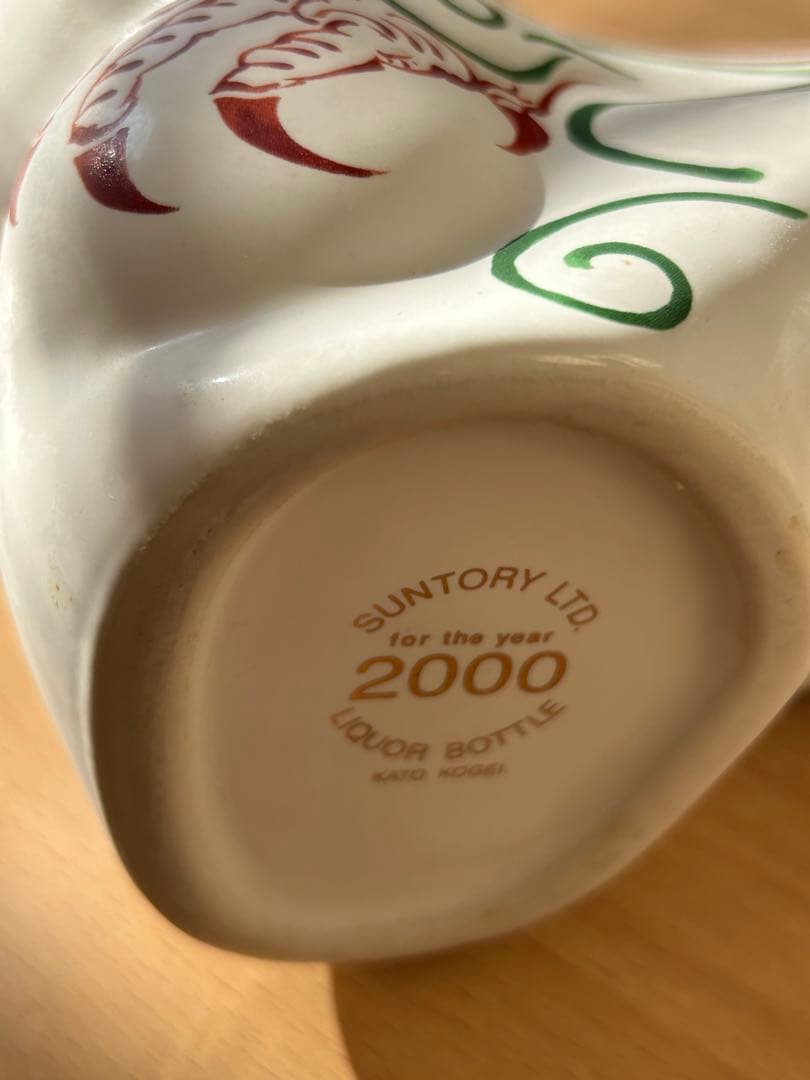 SUNTORY LTD.
for the year
2000
LIQUOR BOTTLE
KATO KOGEI